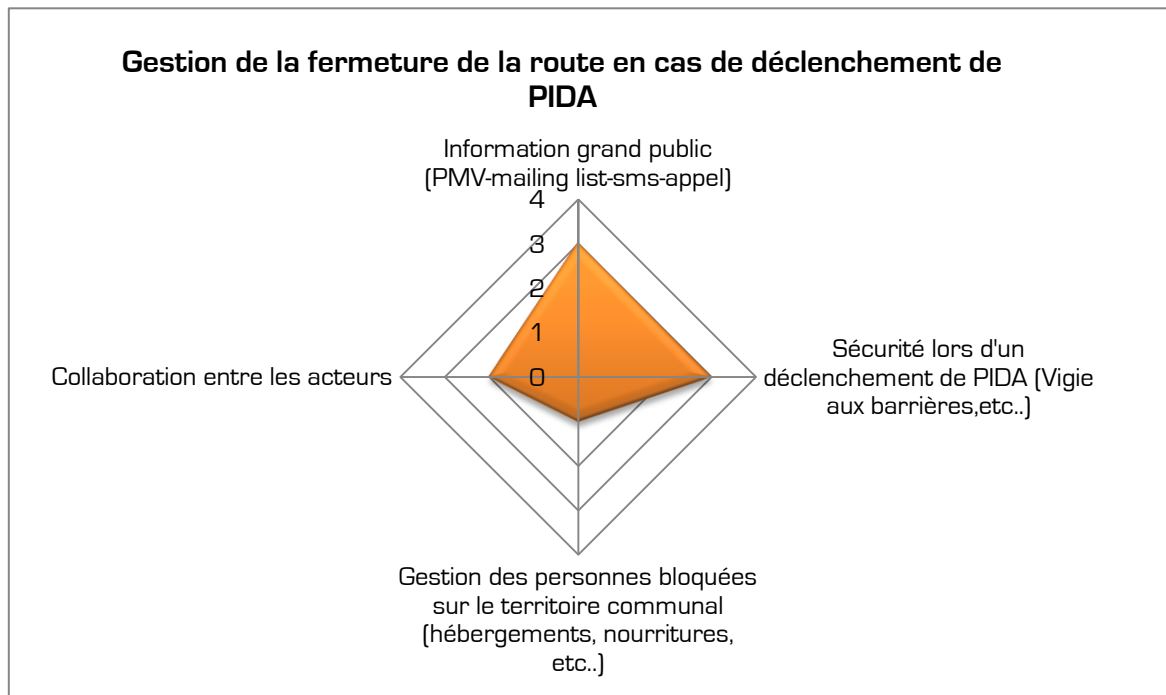 Gestion de la fermeture de la route en cas de déclenchement de
PIDA
Information grand public
(PMV-mailing list-sms-appel)
4
3
2
1
0
Sécurité lors d'un
déclenchement de PIDA (Vigie
aux barrières,etc..)
Collaboration entre les acteurs
Gestion des personnes bloquées
sur le territoire communal
(hébergements, nourritures,
etc..)